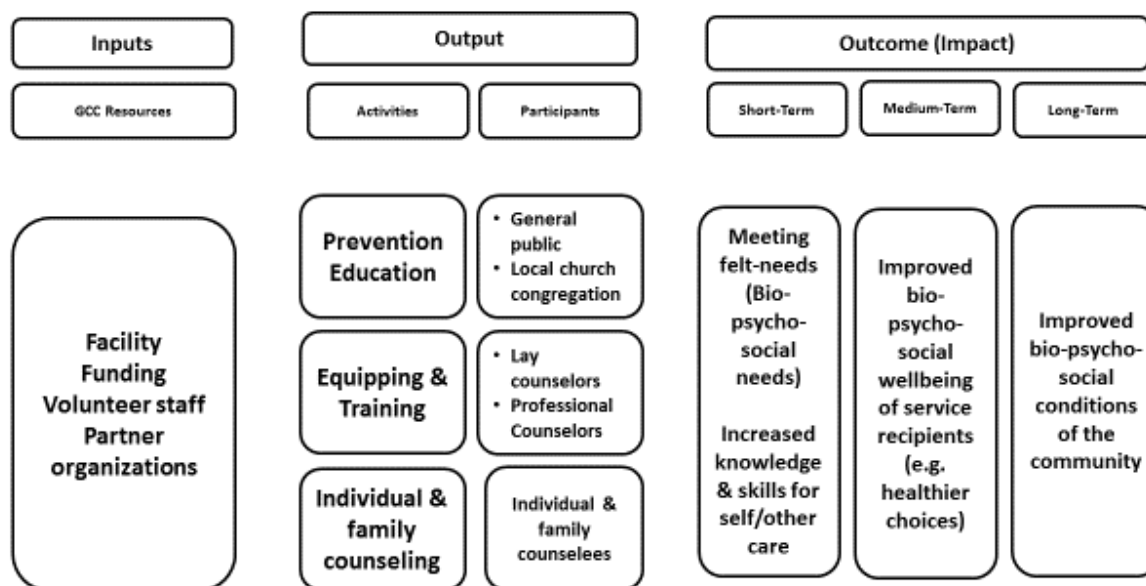 Inputs
Output
Outcome (Impact)
GCC Resources
Activities
Participants
Short-Term
Medium-Term
Long-Term
Facility
Funding
Volunteer staff
Partner
organizations
Prevention
Education
• General
public
• Local church
congregation
Equipping &
Training
• Lay
counselors
• Professional
Counselors
Individual &
family
counseling
Individual &
family
counselees
Meeting
felt-needs
(Bio-
psycho-
social
needs)
Increased
knowledge
& skills for
self/other
care
Improved
bio-
psycho-
social
wellbeing
of service
recipients
(e.g.
healthier
choices)
Improved
bio-psycho-
social
conditions
of the
community